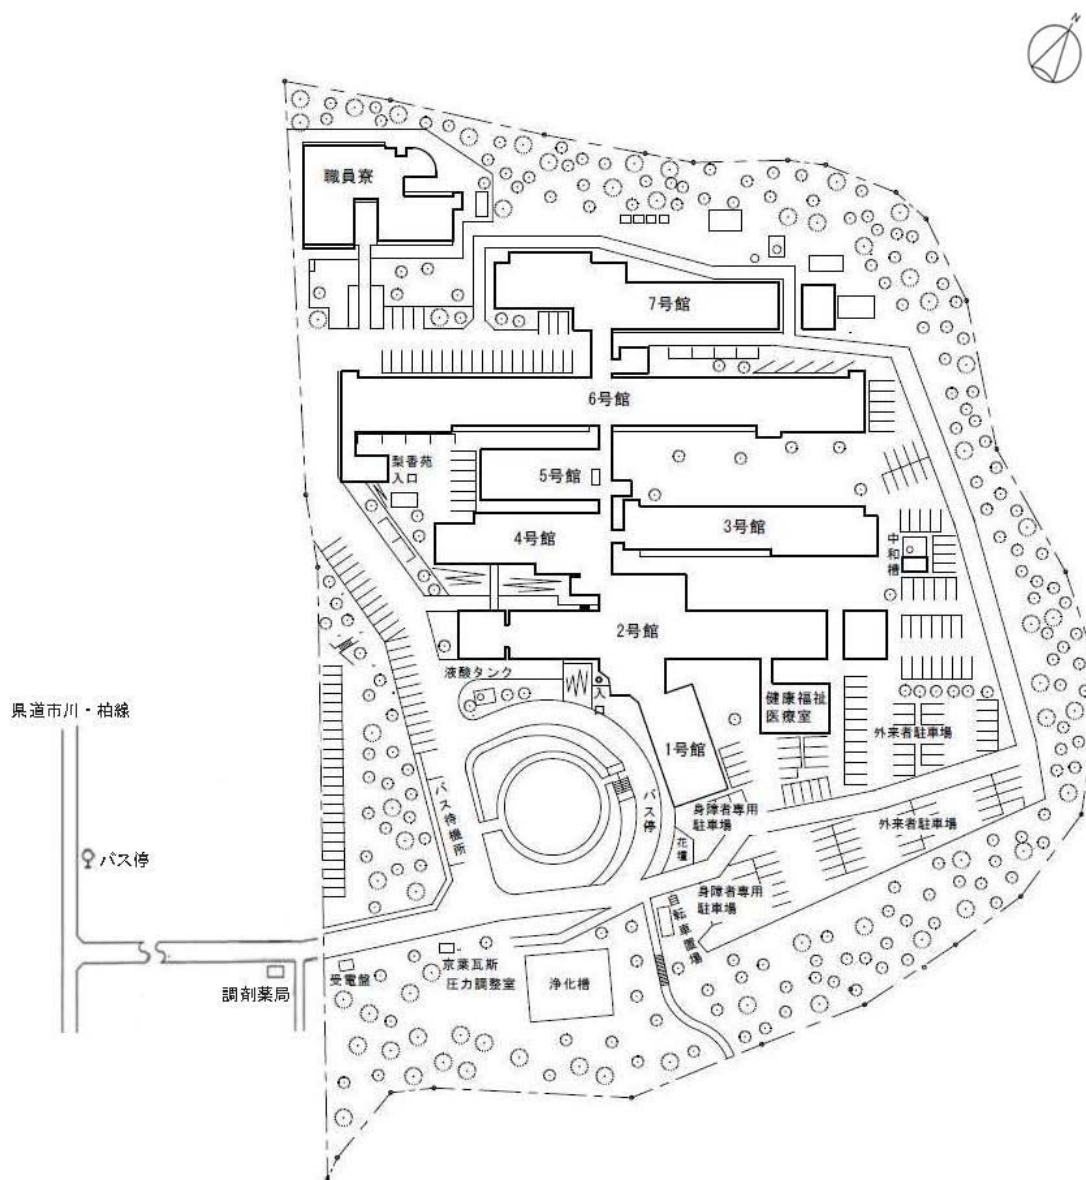 N
職員寮
7号館
6号館
梨香苑
入口
5号館
4号館
3号館
中和槽
2号館
液酸タンク
入口
健康福祉
医療室
外来者駐車場
県道市川・柏線
1号館
バス停
身障者専用
駐車場
バス待機所
外来者駐車場
花壇
バス停
身障者専用
駐車場
自転車置場
京葉瓦斯
圧力調整室
浄化槽
受電盤
調剤薬局